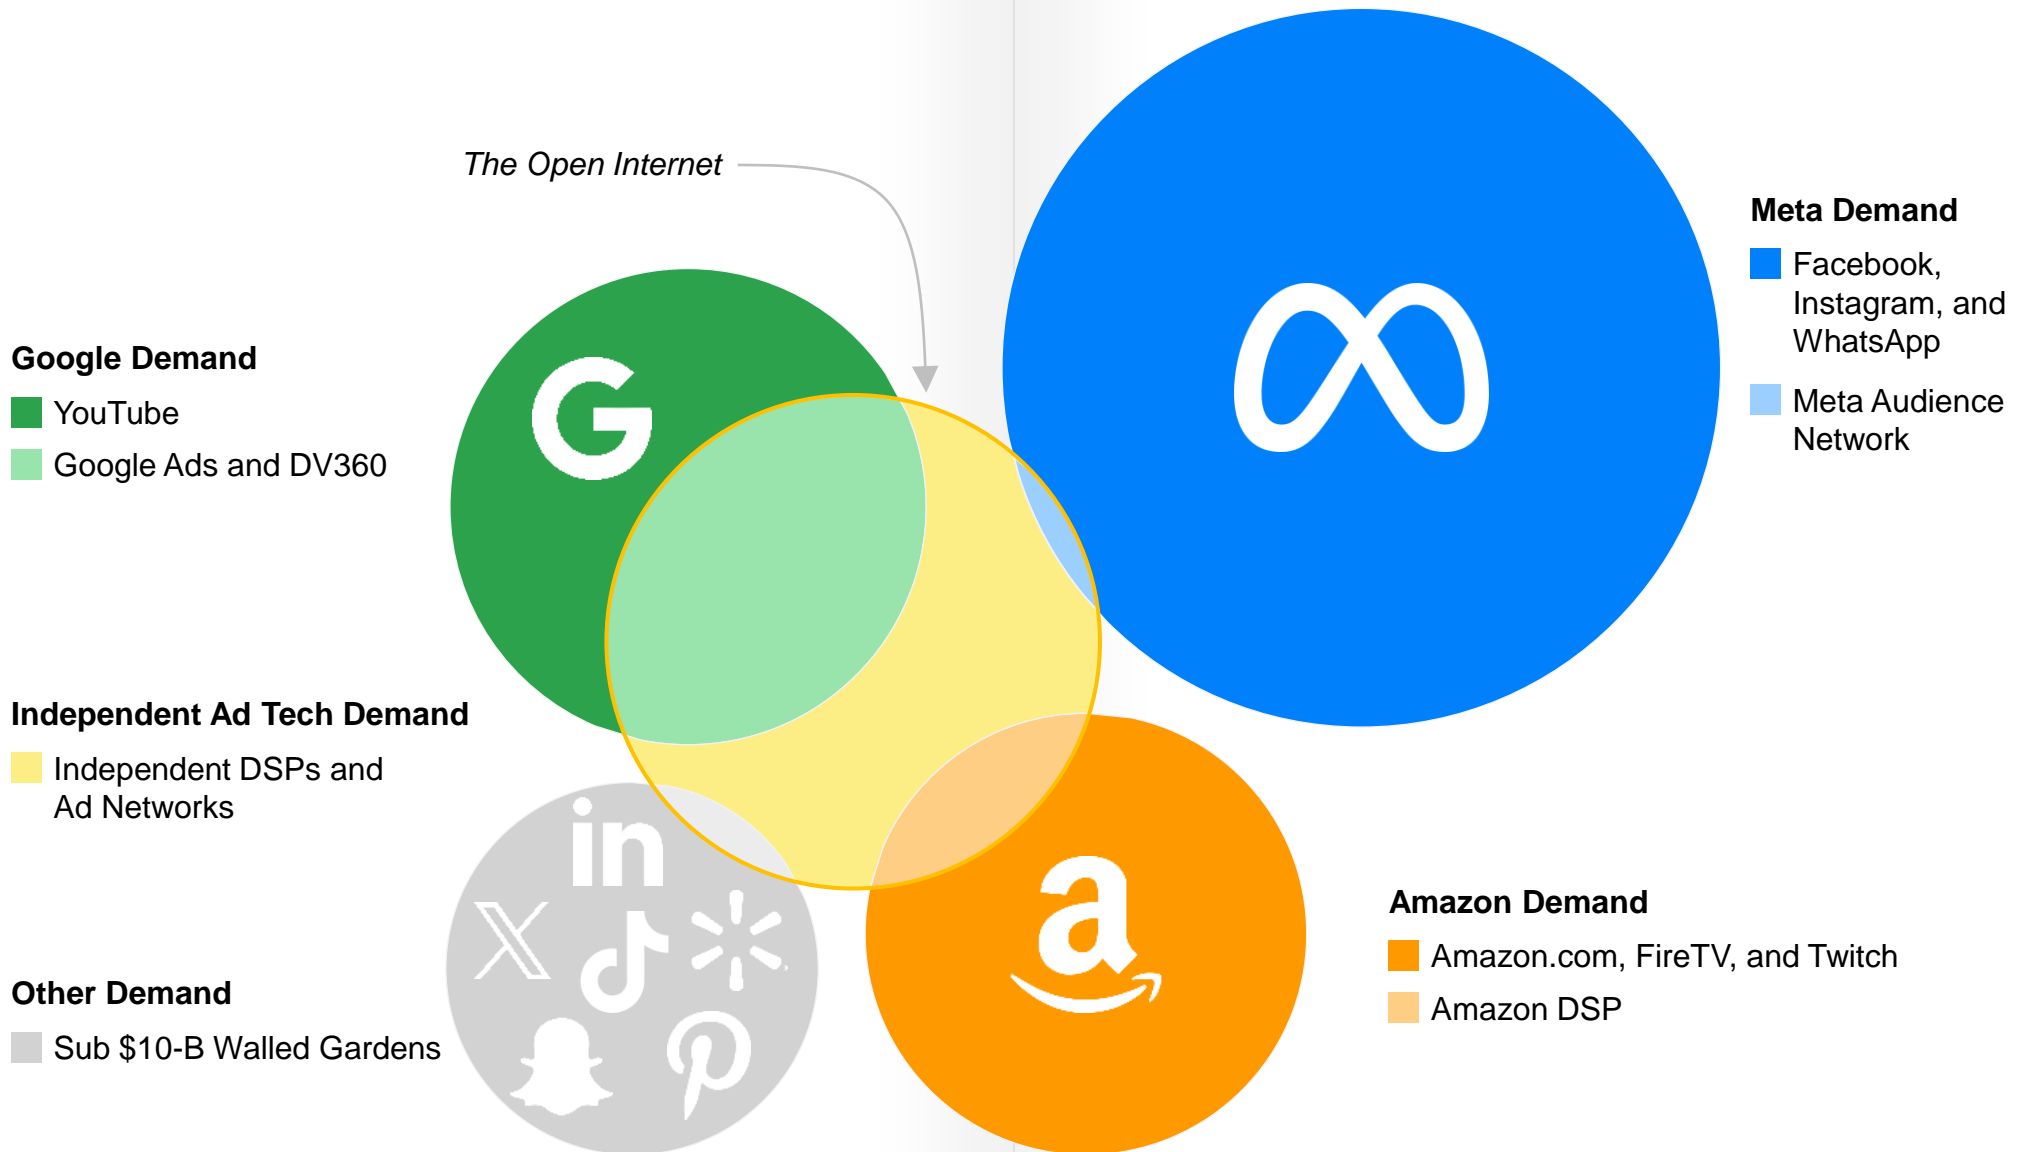 The Open Internet
Meta Demand
Facebook,
Instagram, and
WhatsApp
Meta Audience
Network
Google Demand
YouTube
Google Ads and DV360
Independent Ad Tech Demand
Independent DSPs and
Ad Networks
in
Other Demand
Sub $10-B Walled Gardens
Amazon Demand
Amazon.com, FireTV, and Twitch
Amazon DSP